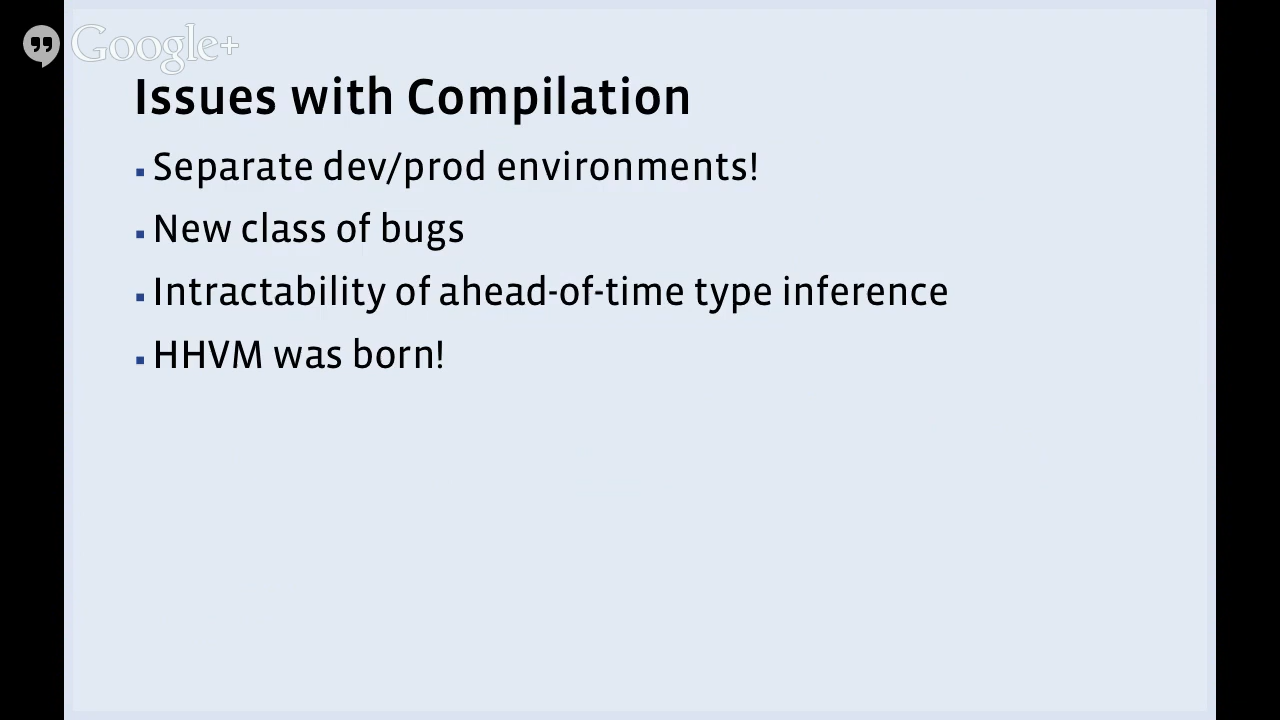 Google+
Issues with Compilation
Separate dev/prod environments!
New class of bugs
Intractability of ahead-of-time type inference
HHVM was born!